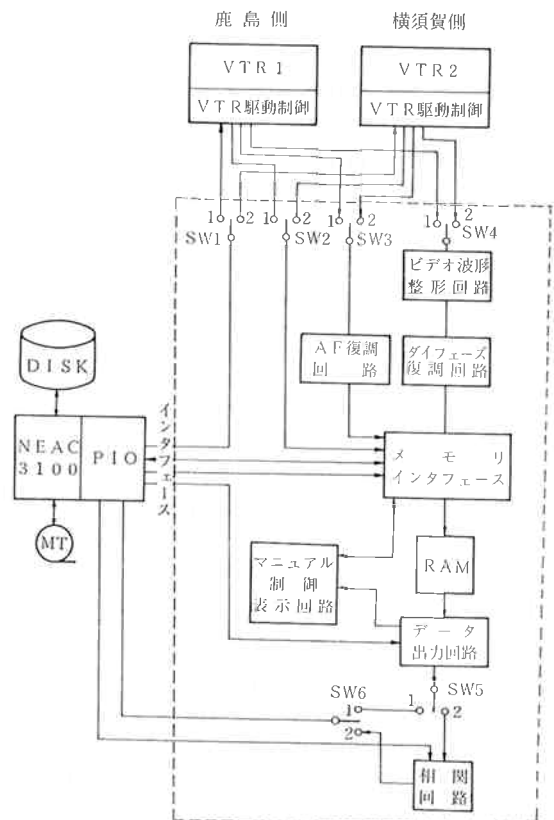 鹿島側
横須賀側
VTR1
VTR2
VTR駆動制御
VTR駆動制御
1
2
1
2
1
2
1
2
SW1
SW2
SW3
SW4
ビデオ波形
整形回路
AF復調
回路
ダイフェーズ
復調回路
DISK
NEAC
3100
PIO
インタフェース
メモリ
インタフェース
MT
マニュアル
制御
表示回路
RAM
データ
出力回路
SW5
SW6
1
1
2
2
相関
回路